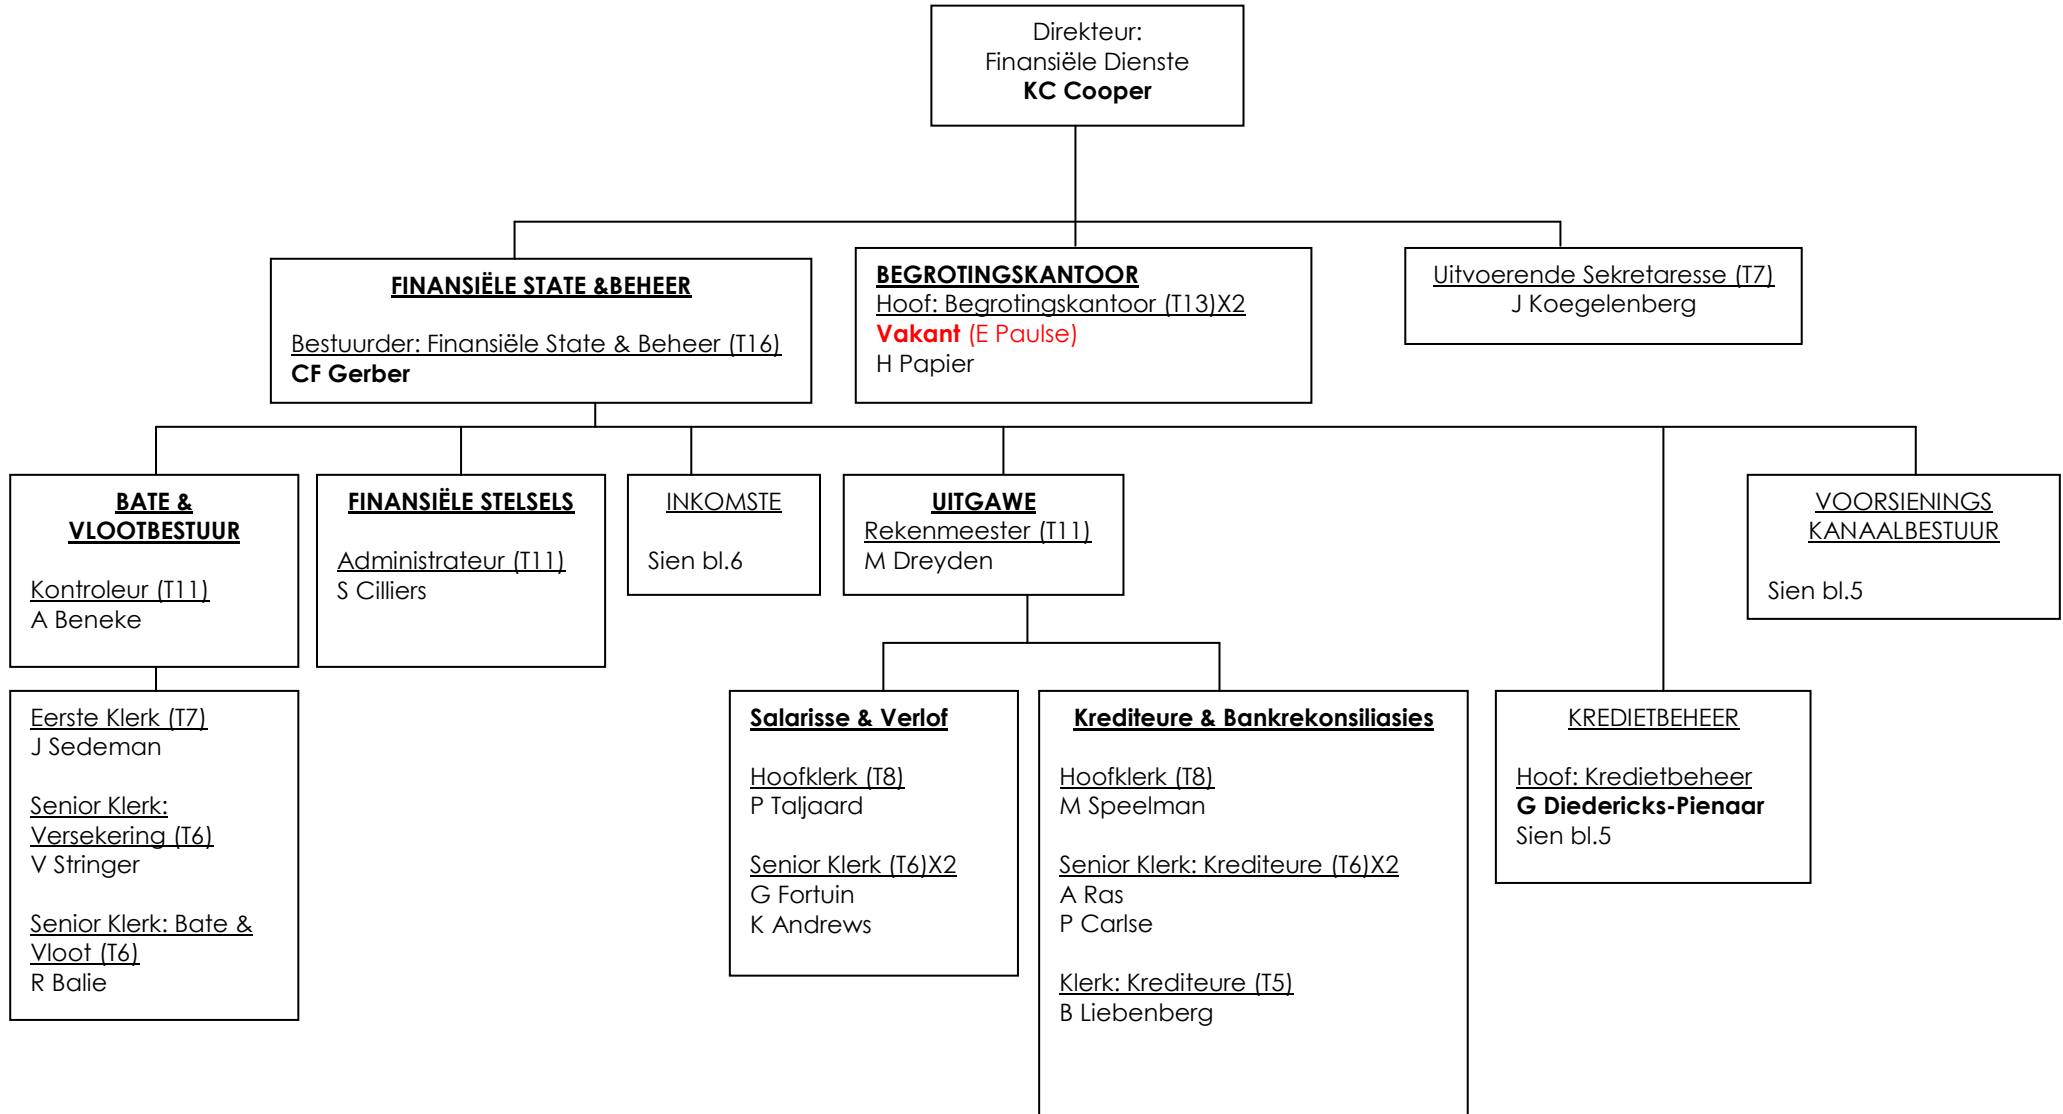 Direkteur:
Finansiële Dienste
KC Cooper
FINANSIËLE STATE &BEHEER
Bestuurder: Finansiële State & Beheer (T16)
CF Gerber
BEGROTINGSKANTOOR
Hoof: Begrotingskantoor (T13)X2
Vakant (E Paulse)
H Papier
Uitvoerende Sekretaresse (T7)
J Koegelenberg
BATE &
VLOOTBESTUUR
Kontroleur (T11)
A Beneke
FINANSIËLE STELSELS
Administrateur (T11)
S Cilliers
INKOMSTE
Sien bl.6
UITGAWE
Rekenmeester (T11)
M Dreyden
VOORSIENINGS
KANAALBESTUUR
Sien bl.5
Eerste Klerk (T7)
J Sedeman
Senior Klerk:
Versekering (T6)
V Stringer
Senior Klerk: Bate &
Vloot (T6)
R Balie
Salarisse & Verlof
Hoofklerk (T8)
P Taljaard
Senior Klerk (T6)X2
G Fortuin
K Andrews
Krediteure & Bankrekonsiliasies
Hoofklerk (T8)
M Speelman
Senior Klerk: Krediteure (T6)X2
A Ras
P Carlse
Klerk: Krediteure (T5)
B Liebenberg
KREDIETBEHEER
Hoof: Kredietbeheer
G Diedericks-Pienaar
Sien bl.5